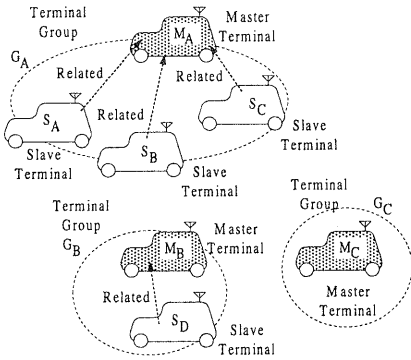 Terminal
Group
G_A
M_A
Master
Terminal
Related
Related
Related
S_A
S_B
S_C
Slave
Terminal
Slave
Terminal
Slave
Terminal
Terminal
Group
G_B
M_B
Master
Terminal
Related
S_D
Slave
Terminal
Terminal
Group
G_C
M_C
Master
Terminal